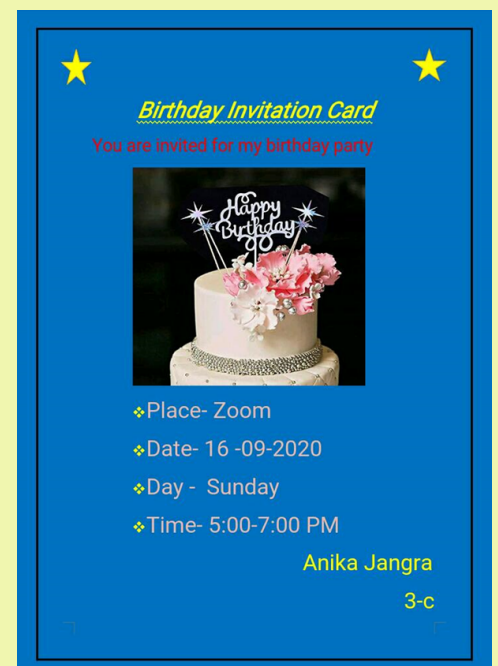 Birthday Invitation Card
You are invited for my birthday party
Happy
Birthday
❖Place- Zoom
❖Date- 16 -09-2020
❖Day -  Sunday
❖Time- 5:00-7:00 PM
Anika Jangra
3-c